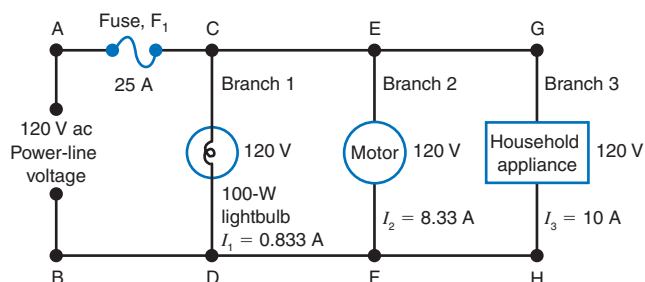 Fuse, F1
A
C
E
G
25 A
Branch 1
Branch 2
Branch 3
120 V ac
Power-line
voltage
120 V
Motor
120 V
Household
appliance
120 V
100-W
lightbulb
I1 = 0.833 A
I2 = 8.33 A
I3 = 10 A
B
D
F
H